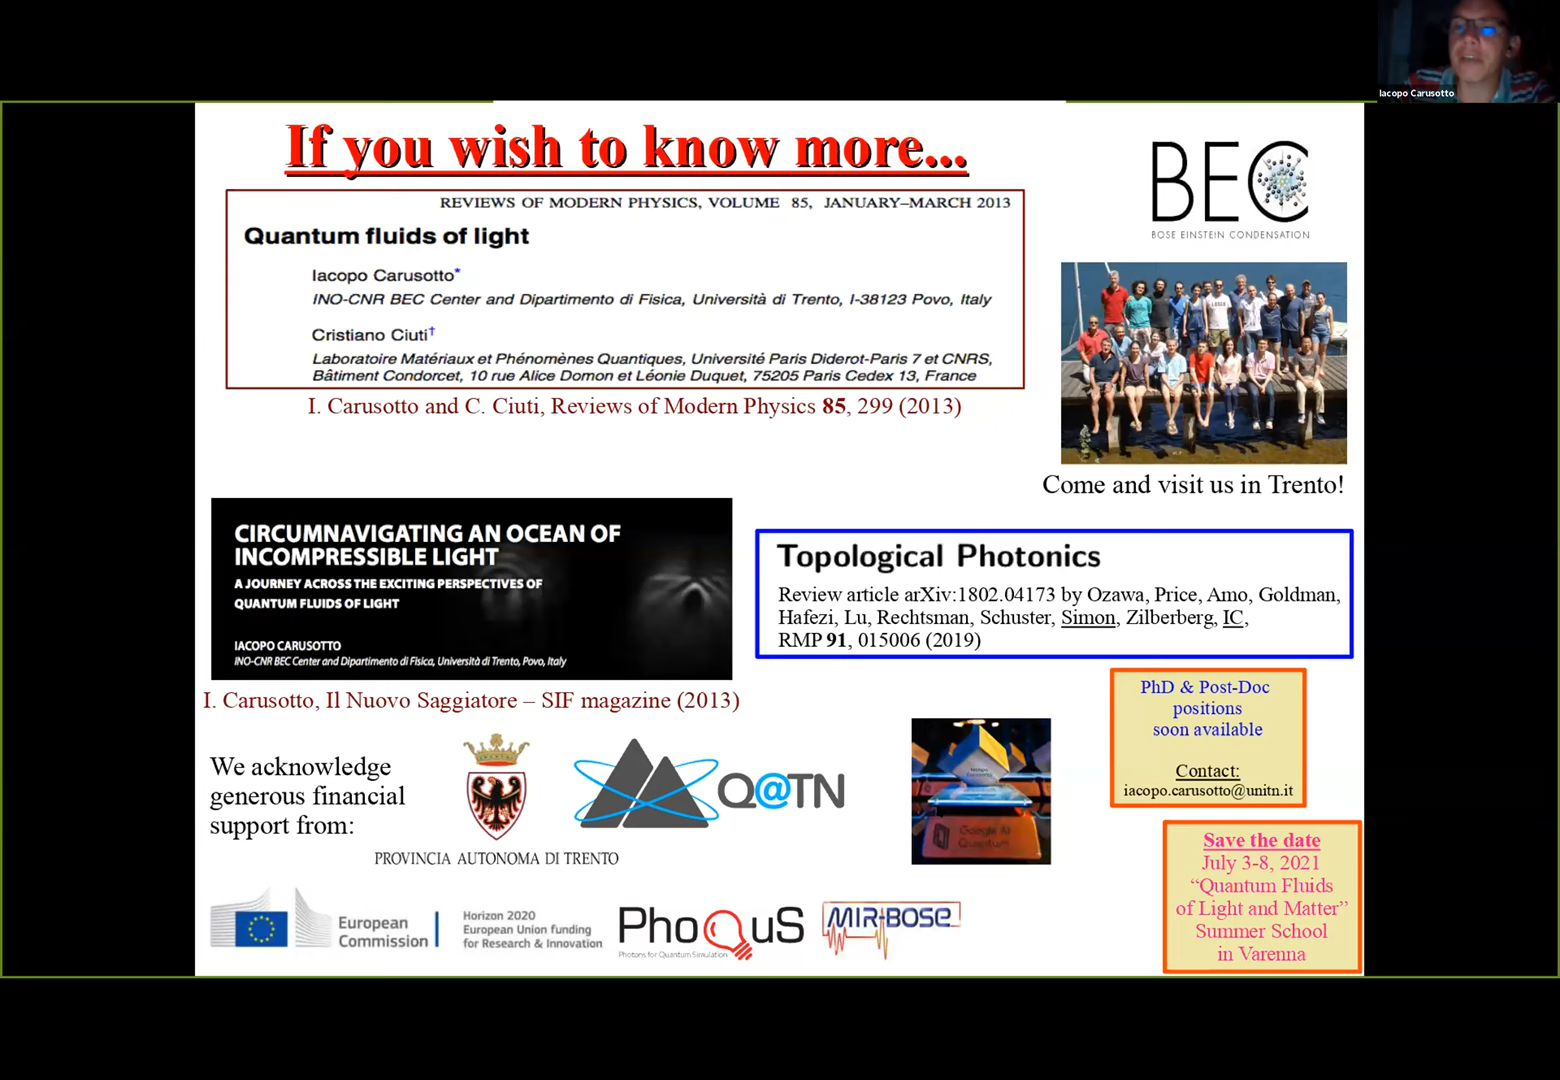 Iacopo Carusotto
If you wish to know more...
REVIEWS OF MODERN PHYSICS, VOLUME 85, JANUARY–MARCH 2013
Quantum fluids of light
Iacopo Carusotto*
INO-CNR BEC Center and Dipartimento di Fisica, Università di Trento, I-38123 Povo, Italy
Cristiano Ciuti†
Laboratoire Matériaux et Phénomènes Quantiques, Université Paris Diderot-Paris 7 et CNRS,
Bâtiment Condorcet, 10 rue Alice Domon et Léonie Duquet, 75205 Paris Cedex 13, France
I. Carusotto and C. Ciuti, Reviews of Modern Physics 85, 299 (2013)
BEC
BOSE EINSTEIN CONDENSATION
Come and visit us in Trento!
CIRCUMNAVIGATING AN OCEAN OF
INCOMPRESSIBLE LIGHT
A JOURNEY ACROSS THE EXCITING PERSPECTIVES OF
QUANTUM FLUIDS OF LIGHT
IACOPO CARUSOTTO
INO-CNR BEC Center and Dipartimento di Fisica, Università di Trento, Povo, Italy
I. Carusotto, Il Nuovo Saggiatore – SIF magazine (2013)
Topological Photonics
Review article arXiv:1802.04173 by Ozawa, Price, Amo, Goldman,
Hafezi, Lu, Rechtsman, Schuster, Simon, Zilberberg, IC,
RMP 91, 015006 (2019)
PhD & Post-Doc
positions
soon available
Contact:
iacopo.carusotto@unitn.it
We acknowledge
generous financial
support from:
PROVINCIA AUTONOMA DI TRENTO
Q@TN
Google AI
Quantum
Save the date
July 3-8, 2021
“Quantum Fluids
of Light and Matter”
Summer School
in Varenna
European
Commission
Horizon 2020
European Union funding
for Research & Innovation
PhoQuS
Photons for Quantum Simulation
MIR-BOSE